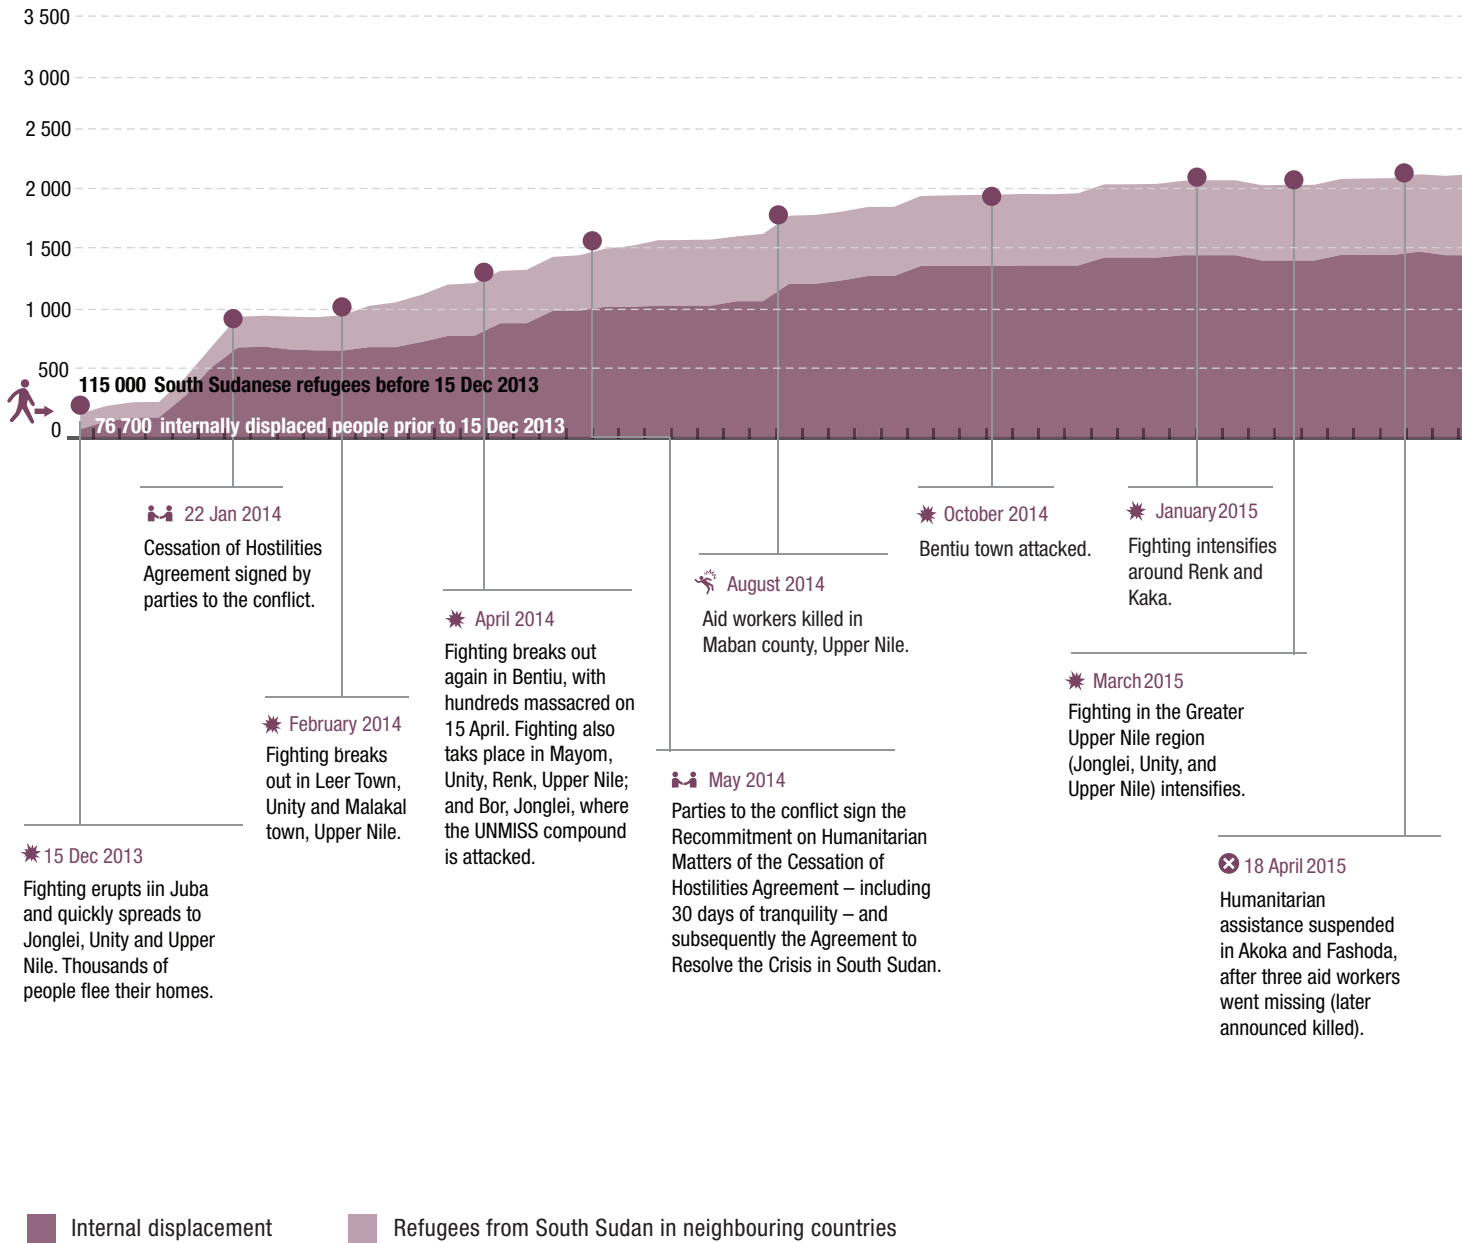 3 500
3 000
2 500
2 000
1 500
1 000
500
0
115 000 South Sudanese refugees before 15 Dec 2013
76 700 internally displaced people prior to 15 Dec 2013
15 Dec 2013
Fighting erupts iin Juba
and quickly spreads to
Jonglei, Unity and Upper
Nile. Thousands of
people flee their homes.
22 Jan 2014
Cessation of Hostilities
Agreement signed by
parties to the conflict.
February 2014
Fighting breaks
out in Leer Town,
Unity and Malakal
town, Upper Nile.
April 2014
Fighting breaks out
again in Bentiu, with
hundreds massacred on
15 April. Fighting also
takes place in Mayom,
Unity, Renk, Upper Nile;
and Bor, Jonglei, where
the UNMISS compound
is attacked.
May 2014
Parties to the conflict sign the
Recommitment on Humanitarian
Matters of the Cessation of
Hostilities Agreement – including
30 days of tranquility – and
subsequently the Agreement to
Resolve the Crisis in South Sudan.
August 2014
Aid workers killed in
Maban county, Upper Nile.
October 2014
Bentiu town attacked.
January 2015
Fighting intensifies
around Renk and
Kaka.
March 2015
Fighting in the Greater
Upper Nile region
(Jonglei, Unity, and
Upper Nile) intensifies.
18 April 2015
Humanitarian
assistance suspended
in Akoka and Fashoda,
after three aid workers
went missing (later
announced killed).
Internal displacement
Refugees from South Sudan in neighbouring countries